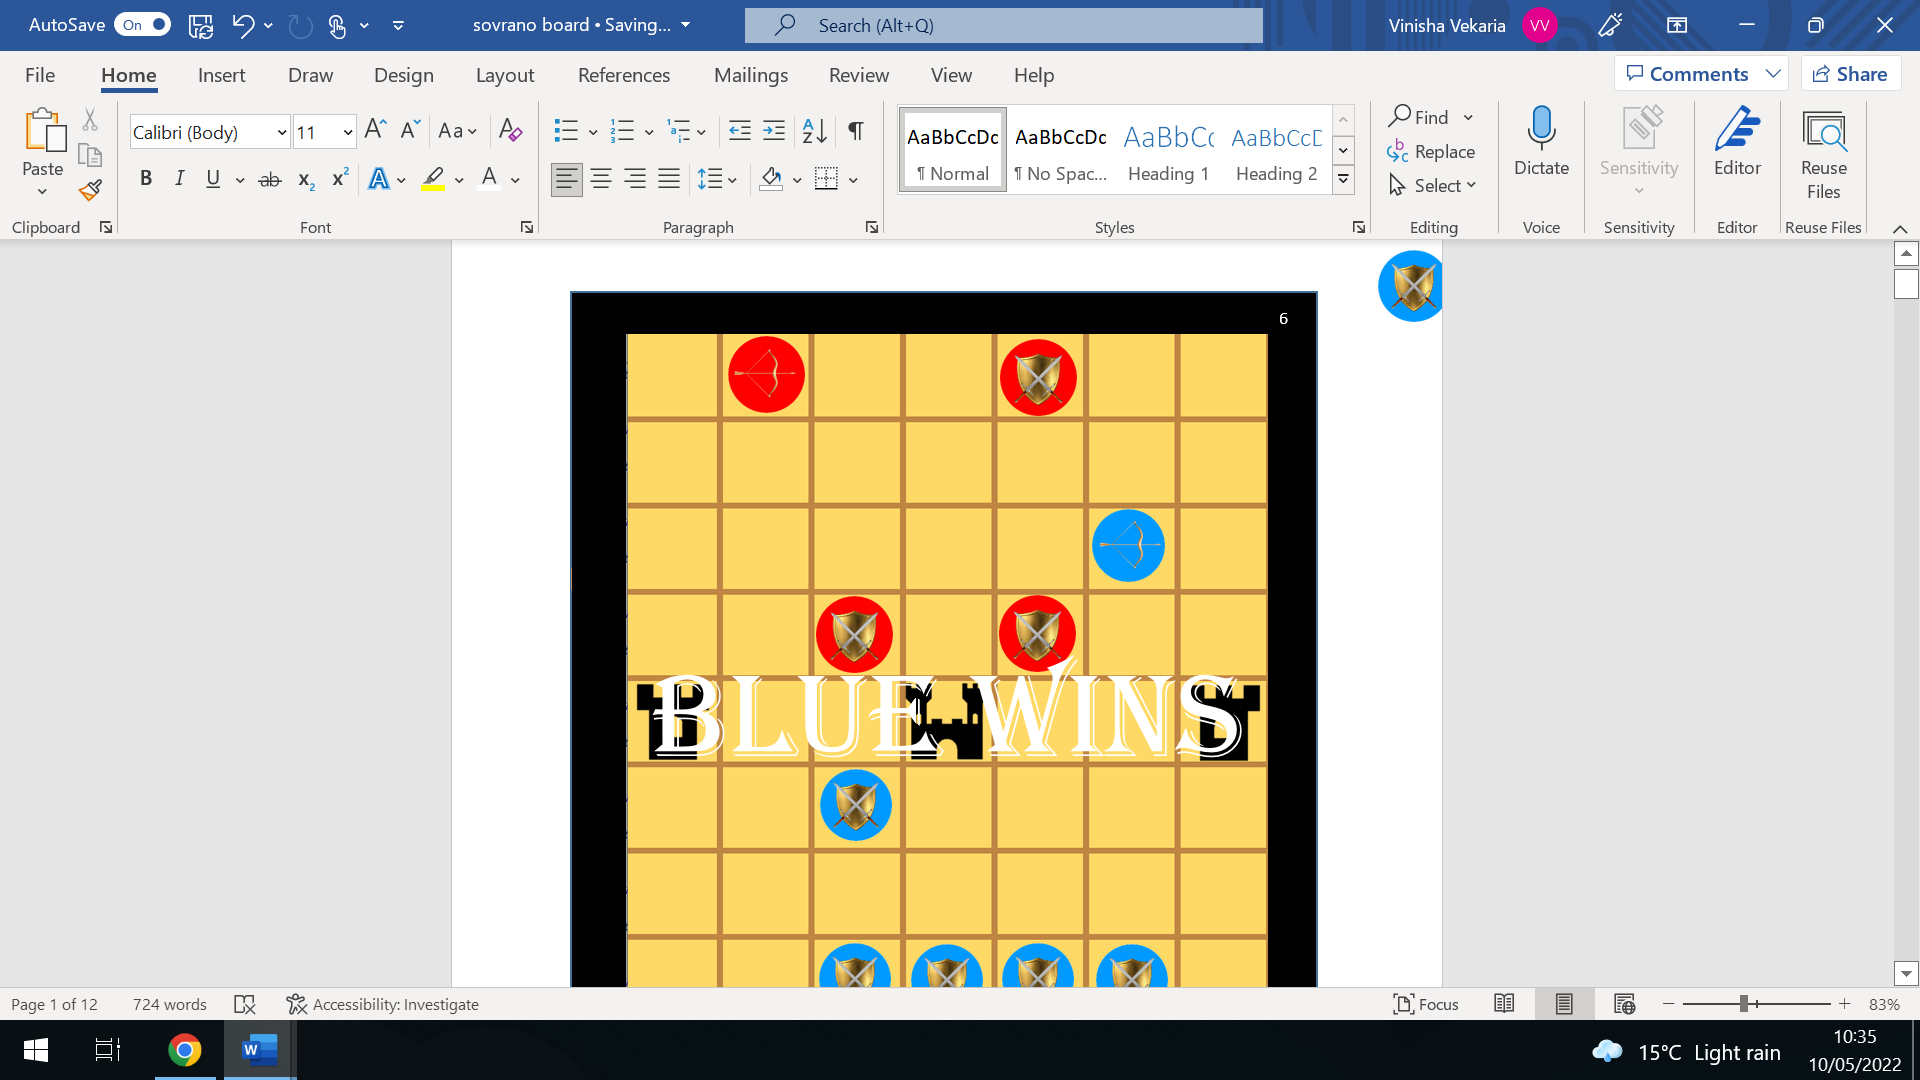 AutoSave On sovrano board • Saving... Search (Alt+Q) Vinisha Vekaria VV
File Home Insert Draw Design Layout References Mailings Review View Help Comments Share
Paste
Calibri (Body) 11 Aa
AaBbCcDc AaBbCcDc AaBbCc AaBbCcD
¶ Normal ¶ No Spac... Heading 1 Heading 2
Find
Replace
Select
Dictate
Sensitivity
Editor
Reuse
Files
Clipboard Font Paragraph Styles Editing Voice Sensitivity Editor Reuse Files
6
BLUE WINS
Page 1 of 12 724 words Accessibility: Investigate Focus 83%
15°C Light rain
10:35
10/05/2022